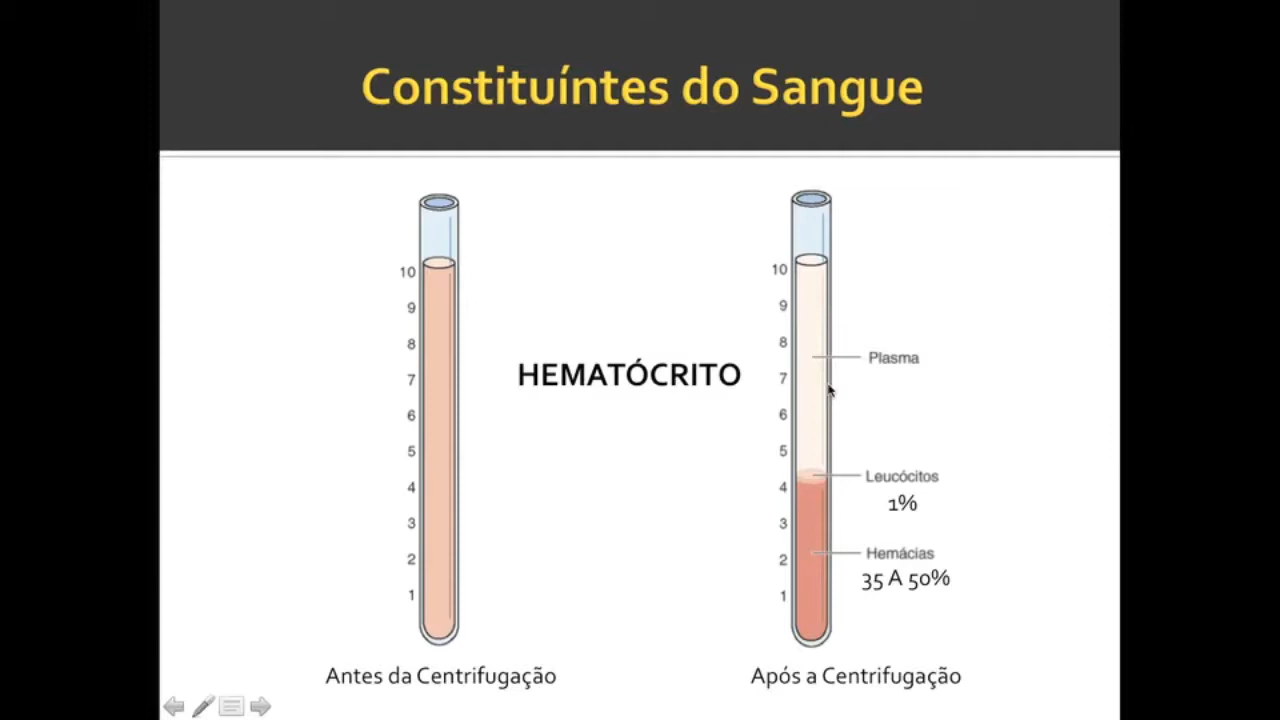 Constituíntes do Sangue
10
9
8
7
6
5
4
3
2
1
HEMATÓCRITO
10
9
8
7
6
5
4
3
2
1
Plasma
Leucócitos
1%
Hemácias
35 A 50%
Antes da Centrifugação
Após a Centrifugação